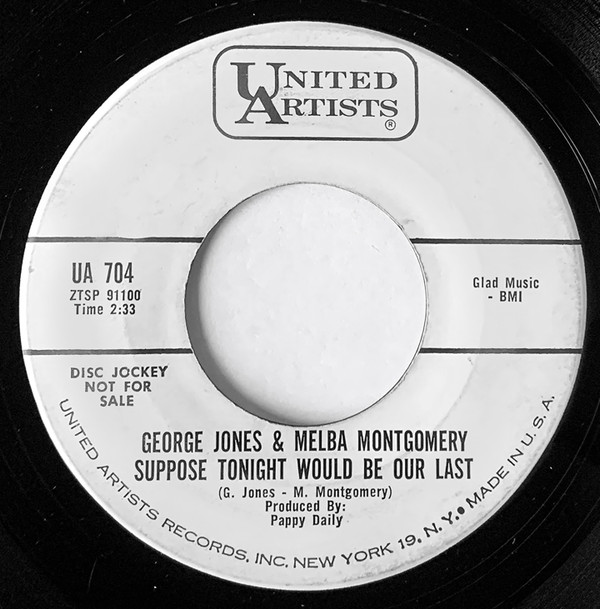 UNITED
ARTISTS
®
UA 704
ZTSP 91100
Time 2:33
Glad Music
- BMI
DISC JOCKEY
NOT FOR
SALE
GEORGE JONES & MELBA MONTGOMERY
SUPPOSE TONIGHT WOULD BE OUR LAST
(G. Jones - M. Montgomery)
Produced By:
Pappy Daily
UNITED ARTISTS RECORDS, INC. NEW YORK 19, N.Y. • MADE IN U.S.A.